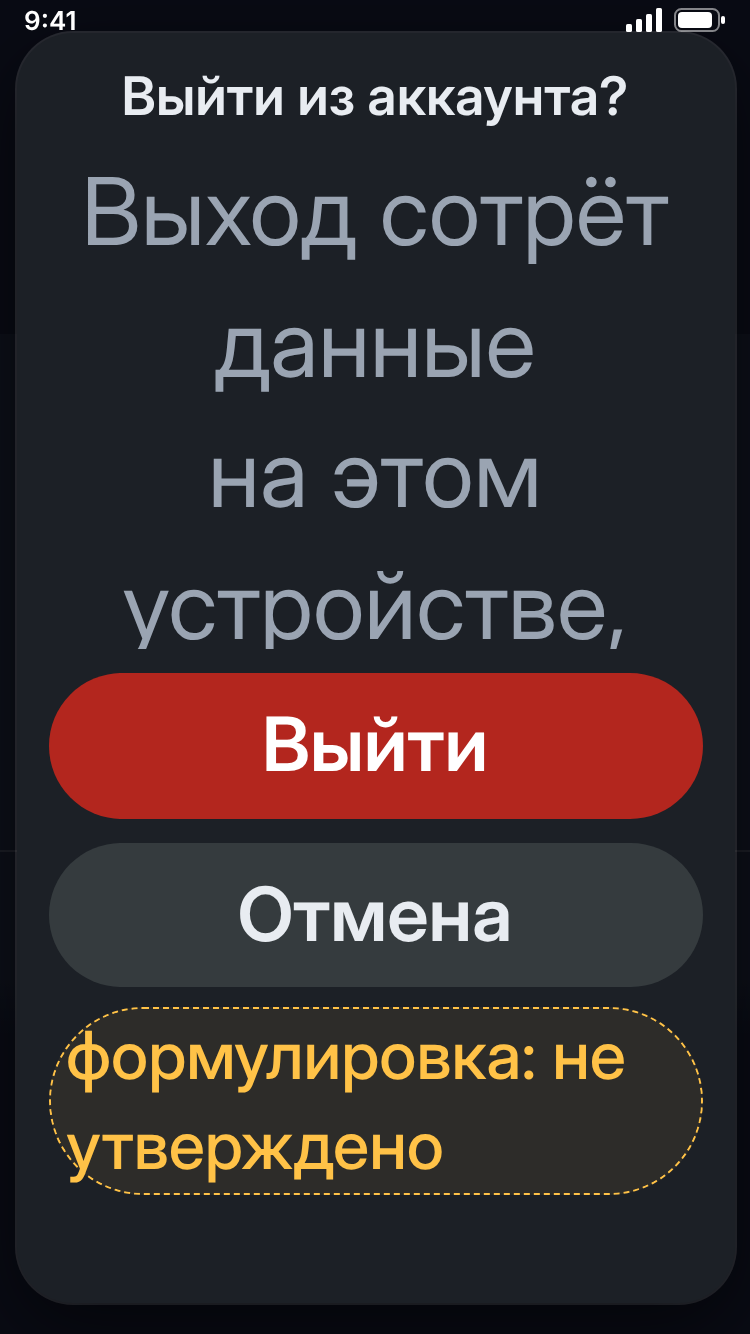 9:41
Выйти из аккаунта?
Выход сотрёт
данные
на этом
устройстве,
Выйти
Отмена
формулировка: не
утверждено